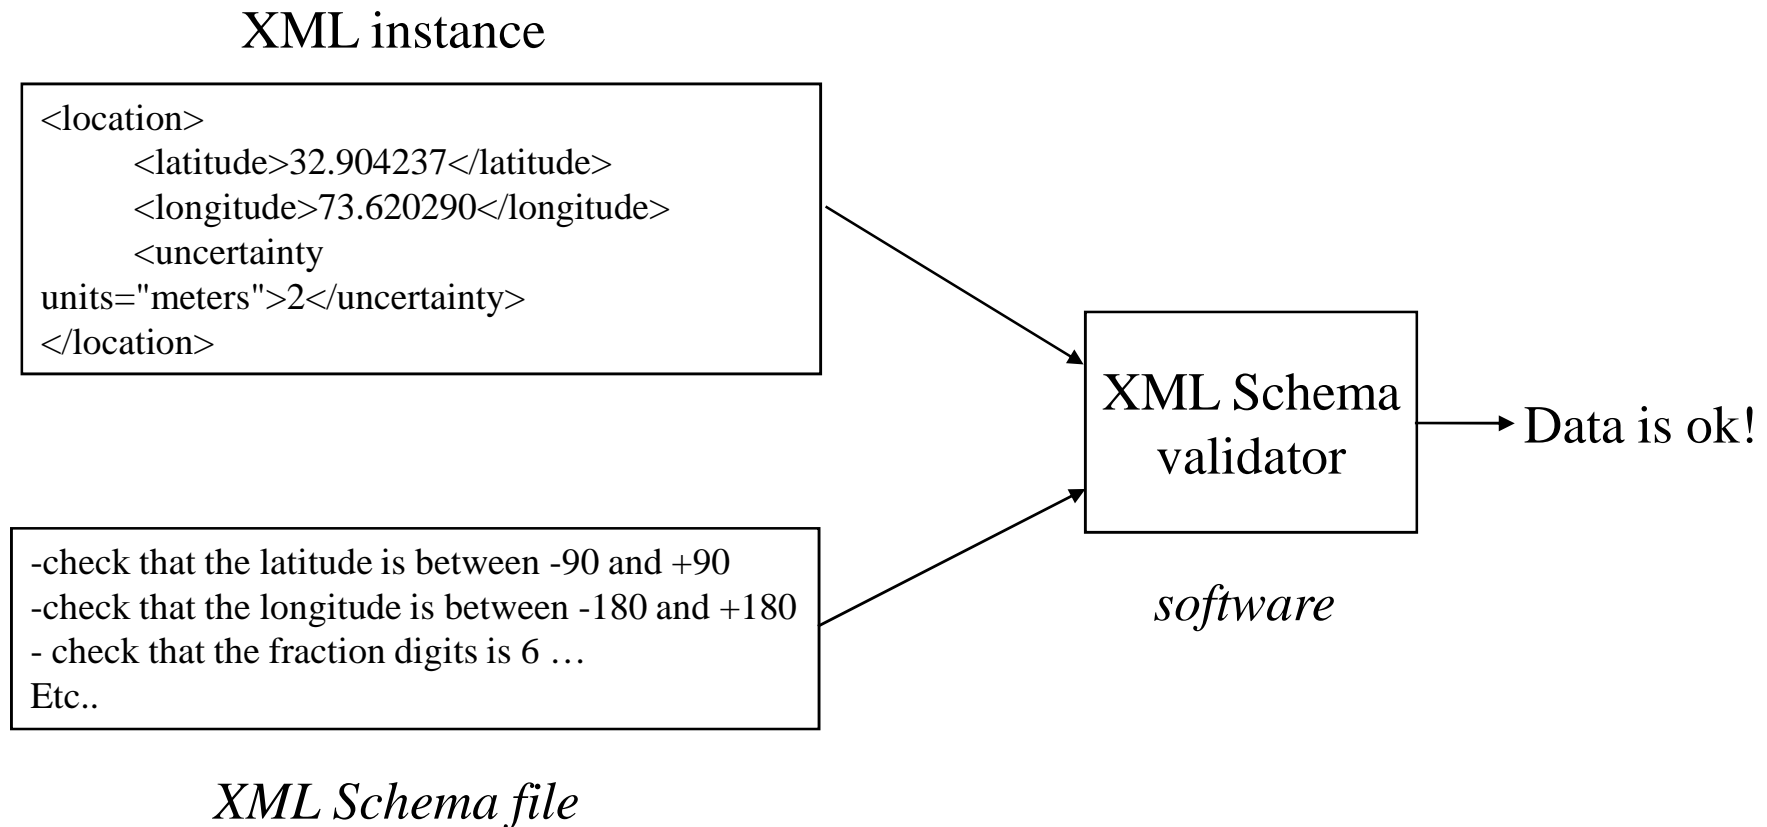 XML instance
<location>
<latitude>32.904237</latitude>
<longitude>73.620290</longitude>
<uncertainty
units="meters">2</uncertainty>
</location>
XML Schema
validator
Data is ok!
software
-check that the latitude is between -90 and +90
-check that the longitude is between -180 and +180
- check that the fraction digits is 6 …
Etc..
XML Schema file